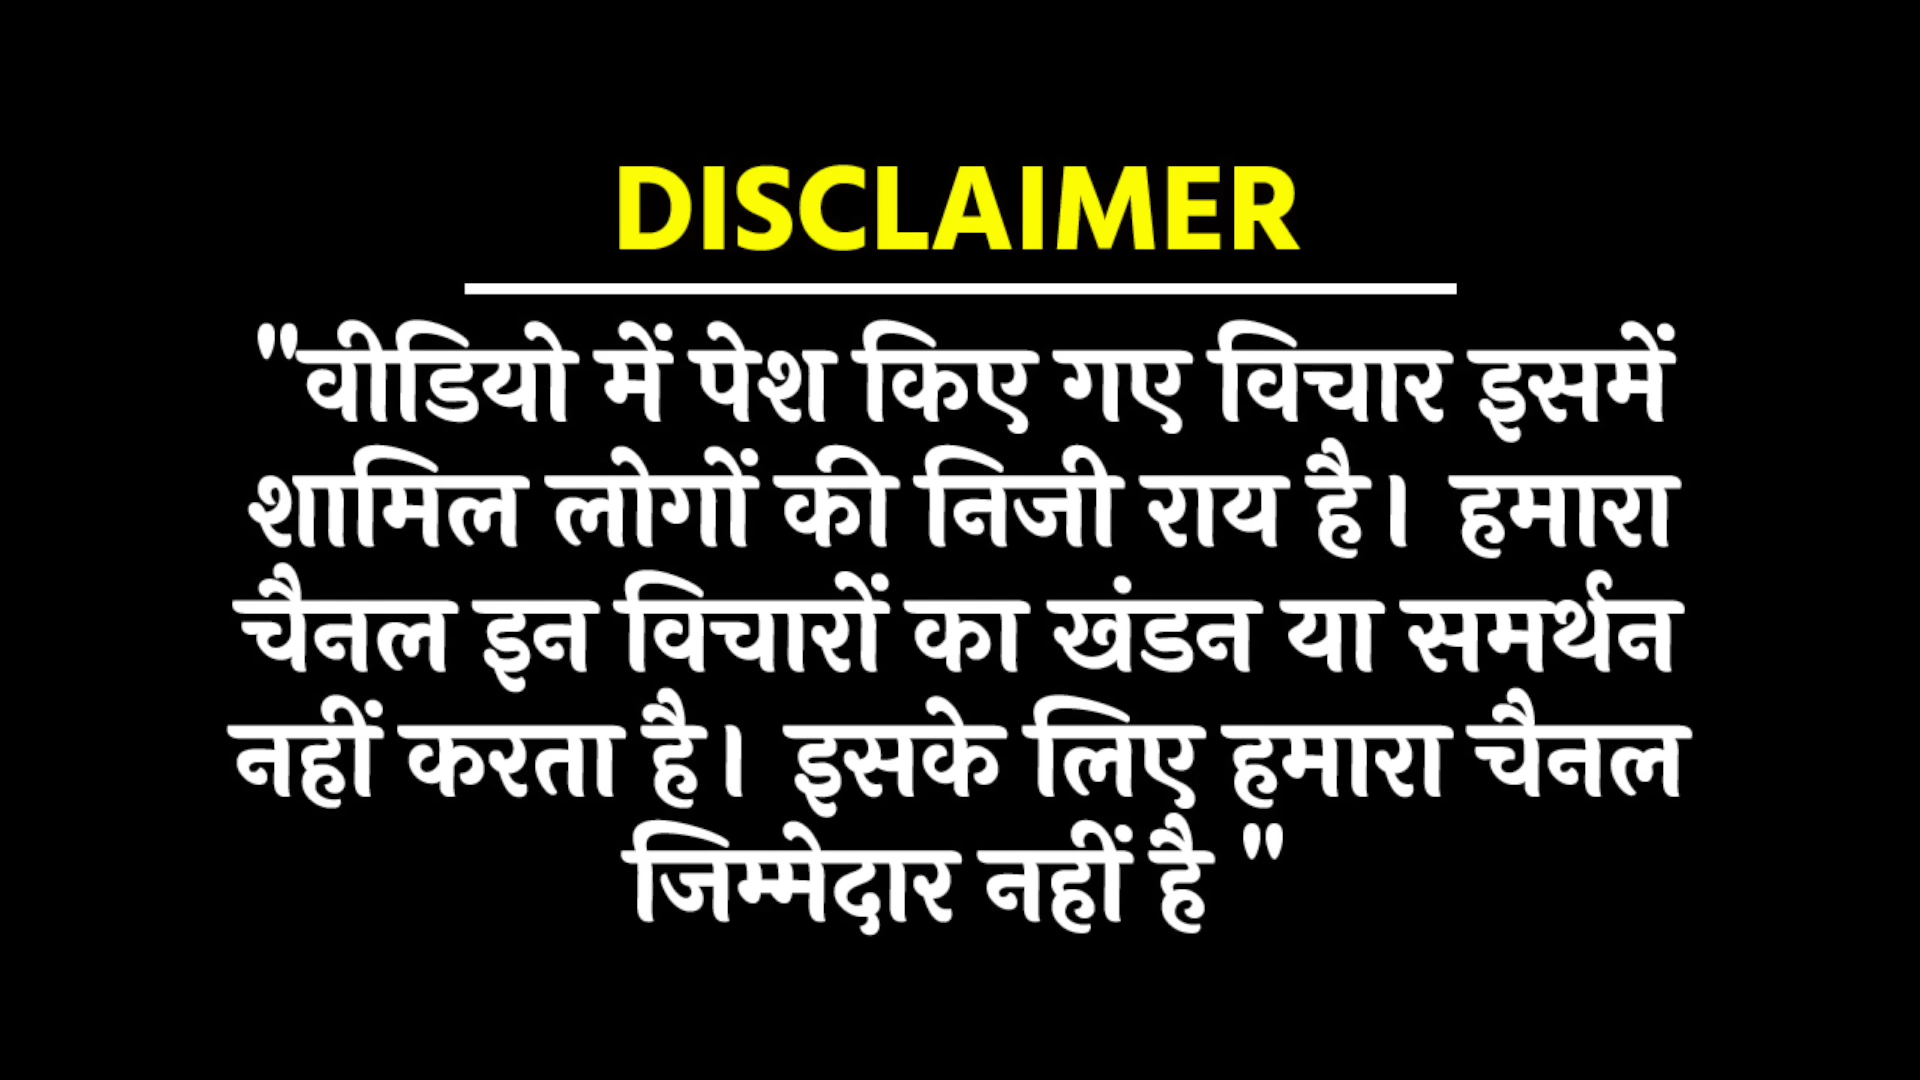 DISCLAIMER
"वीडियो में पेश किए गए विचार इसमें
शामिल लोगों की निजी राय है। हमारा
चैनल इन विचारों का खंडन या समर्थन
नहीं करता है। इसके लिए हमारा चैनल
जिम्मेदार नहीं है "